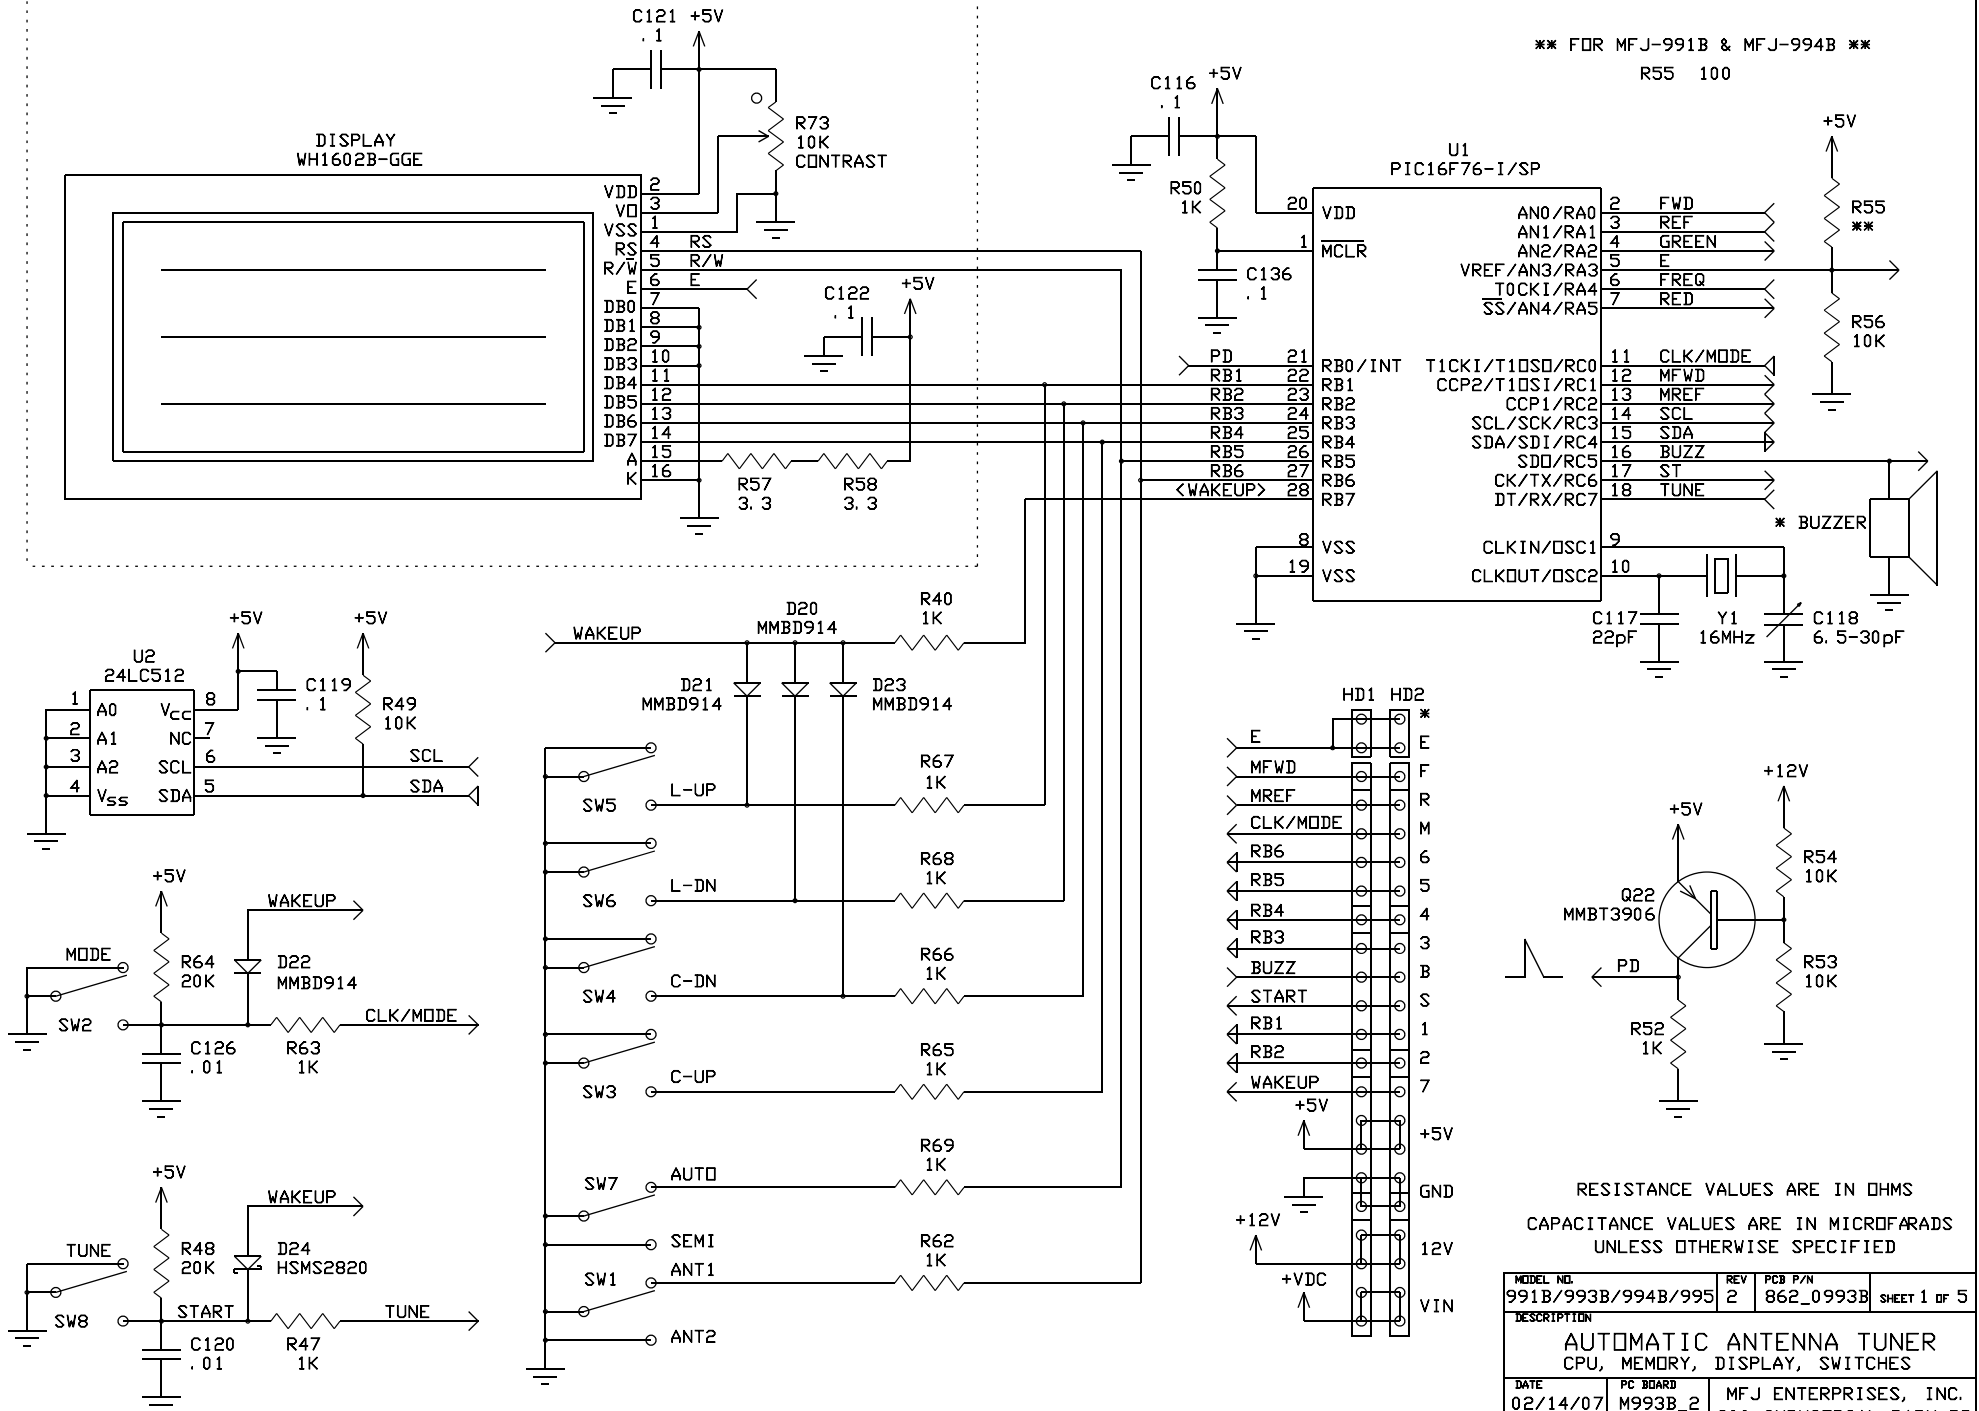 C121 +5V
.1
** FOR MFJ-991B & MFJ-994B **
R55 100
DISPLAY
WH1602B-GGE
R73
10K
CONTRAST
VDD 2
VO 3
VSS 1
RS 4 RS
R/W 5 R/W
E 6 E
DB0 7
DB1 8
DB2 9
DB3 10
DB4 11
DB5 12
DB6 13
DB7 14
A 15
K 16
C122
.1
+5V
R57
3.3
R58
3.3
C116
.1
+5V
R50
1K
C136
.1
U1
PIC16F76-I/SP
20 VDD
1 MCLR
PD 21 RB0/INT
RB1 22 RB1
RB2 23 RB2
RB3 24 RB3
RB4 25 RB4
RB5 26 RB5
RB6 27 RB6
<WAKEUP> 28 RB7
8 VSS
19 VSS
AN0/RA0 2 FWD
AN1/RA1 3 REF
AN2/RA2 4 GREEN
VREF/AN3/RA3 5 E
T0CKI/RA4 6 FREQ
SS/AN4/RA5 7 RED
T1CKI/T1OSO/RC0 11 CLK/MODE
CCP2/T1OSI/RC1 12 MFWD
CCP1/RC2 13 MREF
SCL/SCK/RC3 14 SCL
SDA/SDI/RC4 15 SDA
SDO/RC5 16 BUZZ
CK/TX/RC6 17 ST
DT/RX/RC7 18 TUNE
CLKIN/OSC1 9
CLKOUT/OSC2 10
+5V
R55
**
R56
10K
* BUZZER
C117
22pF
Y1
16MHz
C118
6.5-30pF
+5V
+5V
U2
24LC512
1 A0
2 A1
3 A2
4 Vss
Vcc 8
NC 7
SCL 6
SDA 5
C119
.1
R49
10K
SCL
SDA
WAKEUP
D20
MMBD914
R40
1K
D21
MMBD914
D23
MMBD914
SW5
L-UP
R67
1K
SW6
L-DN
R68
1K
SW4
C-DN
R66
1K
SW3
C-UP
R65
1K
SW7
AUTO
R69
1K
SEMI
SW1
ANT1
R62
1K
ANT2
+5V
WAKEUP
MODE
R64
20K
D22
MMBD914
SW2
CLK/MODE
C126
.01
R63
1K
+5V
WAKEUP
TUNE
R48
20K
D24
HSMS2820
SW8
START
TUNE
C120
.01
R47
1K
HD1 HD2
*
E E
MFWD F
MREF R
CLK/MODE M
RB6 6
RB5 5
RB4 4
RB3 3
BUZZ B
START S
RB1 1
RB2 2
WAKEUP 7
+5V +5V
GND
+12V 12V
+VDC VIN
+12V
+5V
R54
10K
Q22
MMBT3906
PD
R53
10K
R52
1K
RESISTANCE VALUES ARE IN OHMS
CAPACITANCE VALUES ARE IN MICROFARADS
UNLESS OTHERWISE SPECIFIED
MODEL NO. REV PCB P/N
991B/993B/994B/995 2 862_0993B SHEET 1 OF 5
DESCRIPTION
AUTOMATIC ANTENNA TUNER
CPU, MEMORY, DISPLAY, SWITCHES
DATE PC BOARD
02/14/07 M993B_2 MFJ ENTERPRISES, INC.